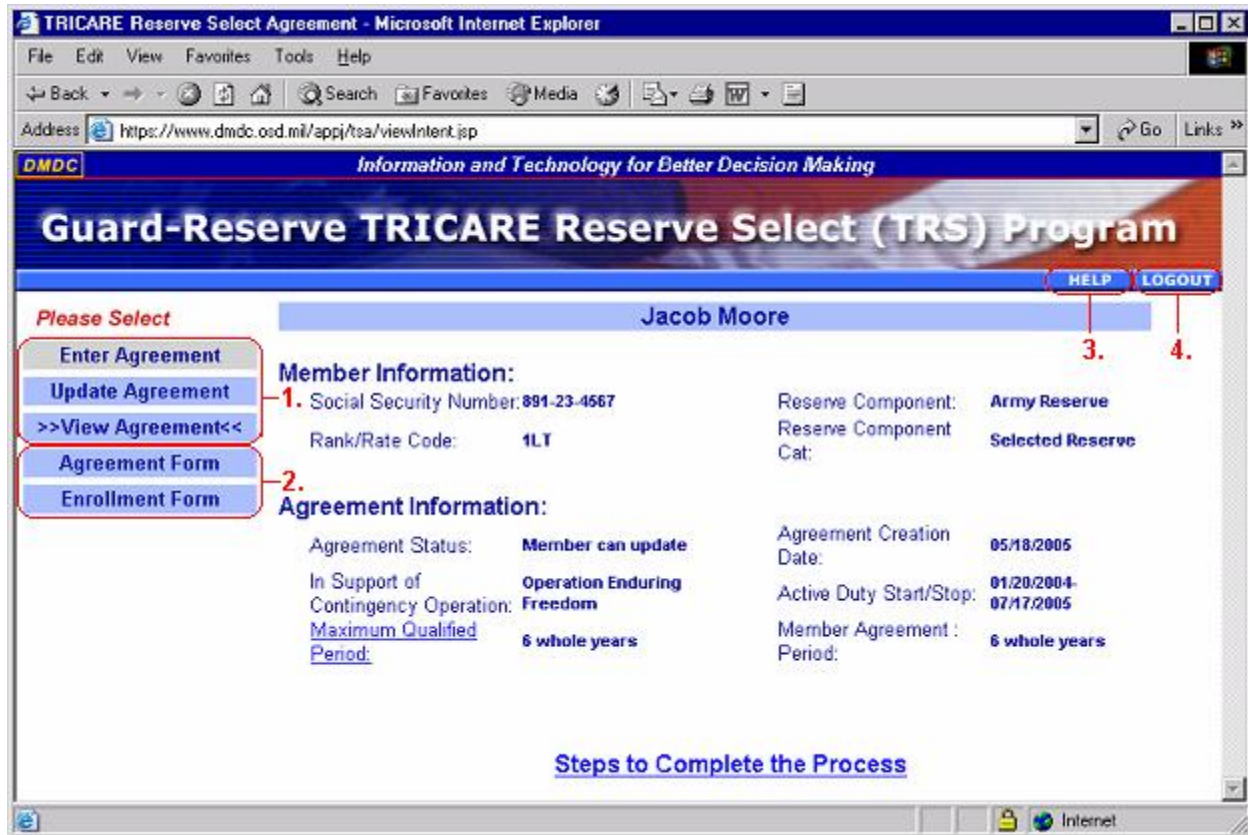 TRICARE Reserve Select Agreement - Microsoft Internet Explorer
File Edit View Favorites Tools Help
Back Search Favorites Media
Address https://www.dmdc.osd.mil/appj/tsa/viewIntent.jsp Go Links »
DMDC Information and Technology for Better Decision Making
Guard-Reserve TRICARE Reserve Select (TRS) Program
HELP LOGOUT
Please Select
Jacob Moore
3. 4.
Enter Agreement
Update Agreement
>>View Agreement<<
1.
Agreement Form
Enrollment Form
2.
Member Information:
Social Security Number: 891-23-4567 Reserve Component: Army Reserve
Rank/Rate Code: 1LT Reserve Component Cat: Selected Reserve
Agreement Information:
Agreement Status: Member can update Agreement Creation Date: 05/18/2005
In Support of Contingency Operation: Operation Enduring Freedom Active Duty Start/Stop: 01/20/2004-07/17/2005
Maximum Qualified Period: 6 whole years Member Agreement : Period: 6 whole years
Steps to Complete the Process
Internet